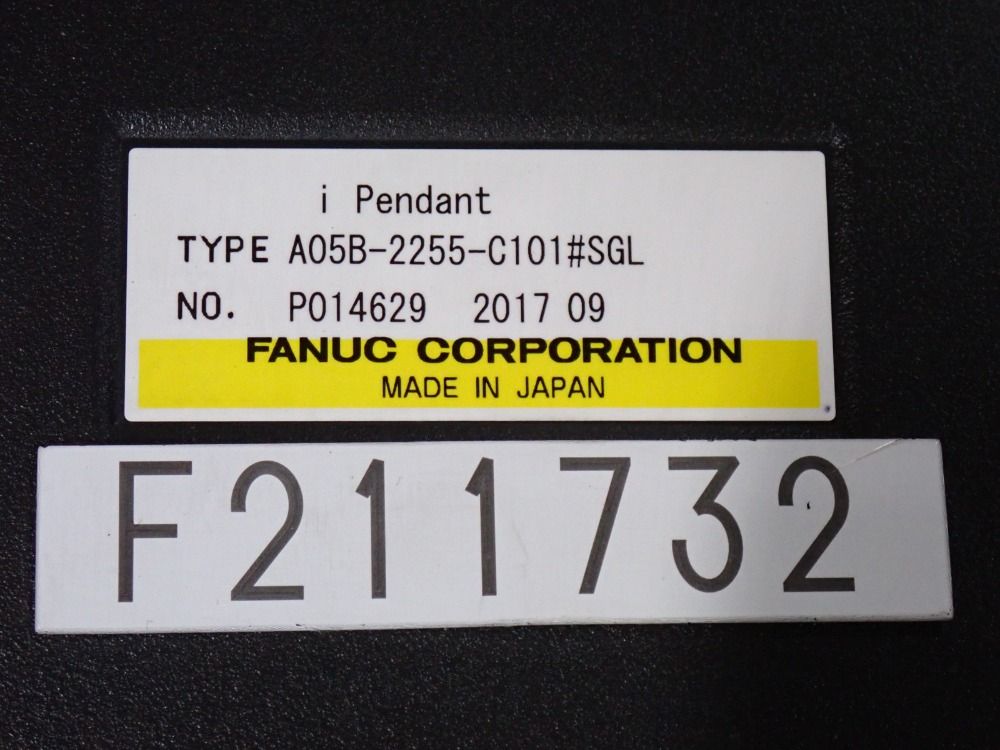 i Pendant
TYPE A05B-2255-C101#SGL
NO. P014629 2017 09
FANUC CORPORATION
MADE IN JAPAN
F211732